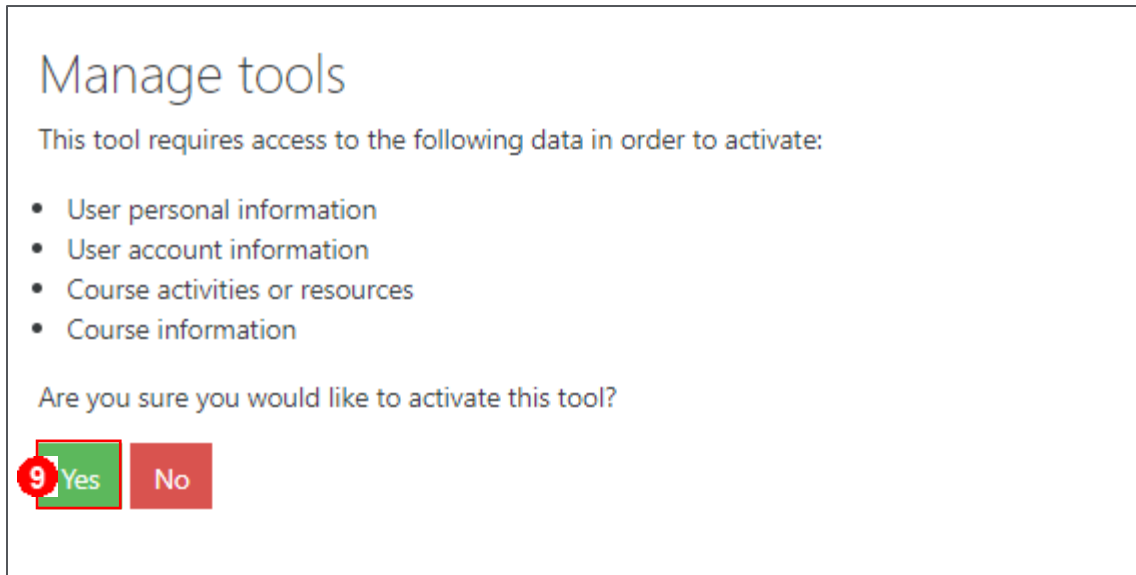 Manage tools
This tool requires access to the following data in order to activate:
• User personal information
• User account information
• Course activities or resources
• Course information
Are you sure you would like to activate this tool?
9 Yes No